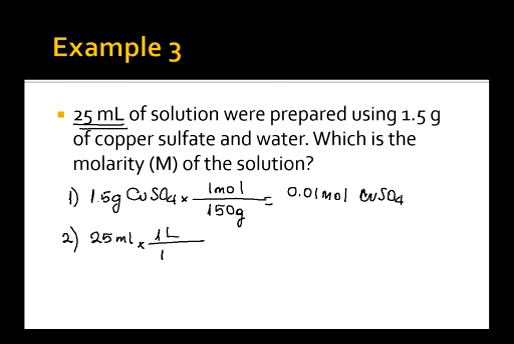 Example 3
25 mL of solution were prepared using 1.5 g
of copper sulfate and water. Which is the
molarity (M) of the solution?
1) 1.5g CuSO4 x 1mol / 150g = 0.01mol CuSO4
2) 25ml x 1L / 1